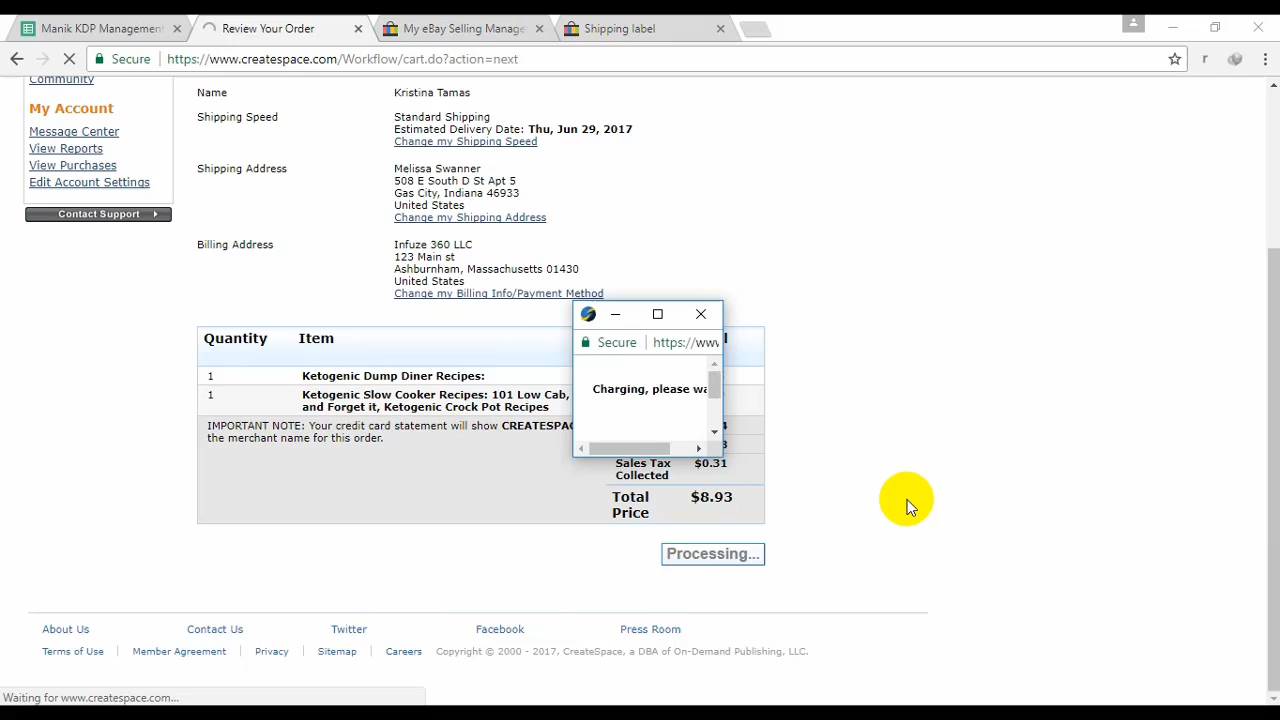 Manik KDP Management
Review Your Order
My eBay Selling Manage
Shipping label
Secure
https://www.createspace.com/Workflow/cart.do?action=next
Community
My Account
Message Center
View Reports
View Purchases
Edit Account Settings
Contact Support
Name
Kristina Tamas
Shipping Speed
Standard Shipping
Estimated Delivery Date: Thu, Jun 29, 2017
Change my Shipping Speed
Shipping Address
Melissa Swanner
508 E South D St Apt 5
Gas City, Indiana 46933
United States
Change my Shipping Address
Billing Address
Infuze 360 LLC
123 Main st
Ashburnham, Massachusetts 01430
United States
Change my Billing Info/Payment Method
Secure
https://www
Charging, please wa
Quantity
Item
1
Ketogenic Dump Diner Recipes:
1
Ketogenic Slow Cooker Recipes: 101 Low Cab,
and Forget it, Ketogenic Crock Pot Recipes
IMPORTANT NOTE: Your credit card statement will show CREATESPAC
the merchant name for this order.
4
8
Sales Tax
Collected
$0.31
Total
Price
$8.93
Processing...
About Us
Contact Us
Twitter
Facebook
Press Room
Terms of Use
Member Agreement
Privacy
Sitemap
Careers
Copyright © 2000 - 2017, CreateSpace, a DBA of On-Demand Publishing, LLC.
Waiting for www.createspace.com...